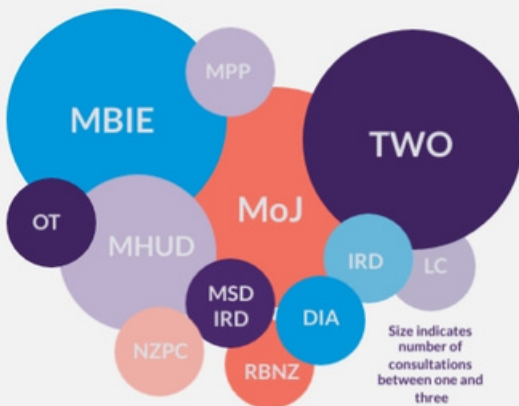 MPP
MBIE
TWO
MoJ
OT
MHUD
IRD
LC
MSD
IRD
DIA
NZPC
RBNZ
Size indicates
number of
consultations
between one and
three